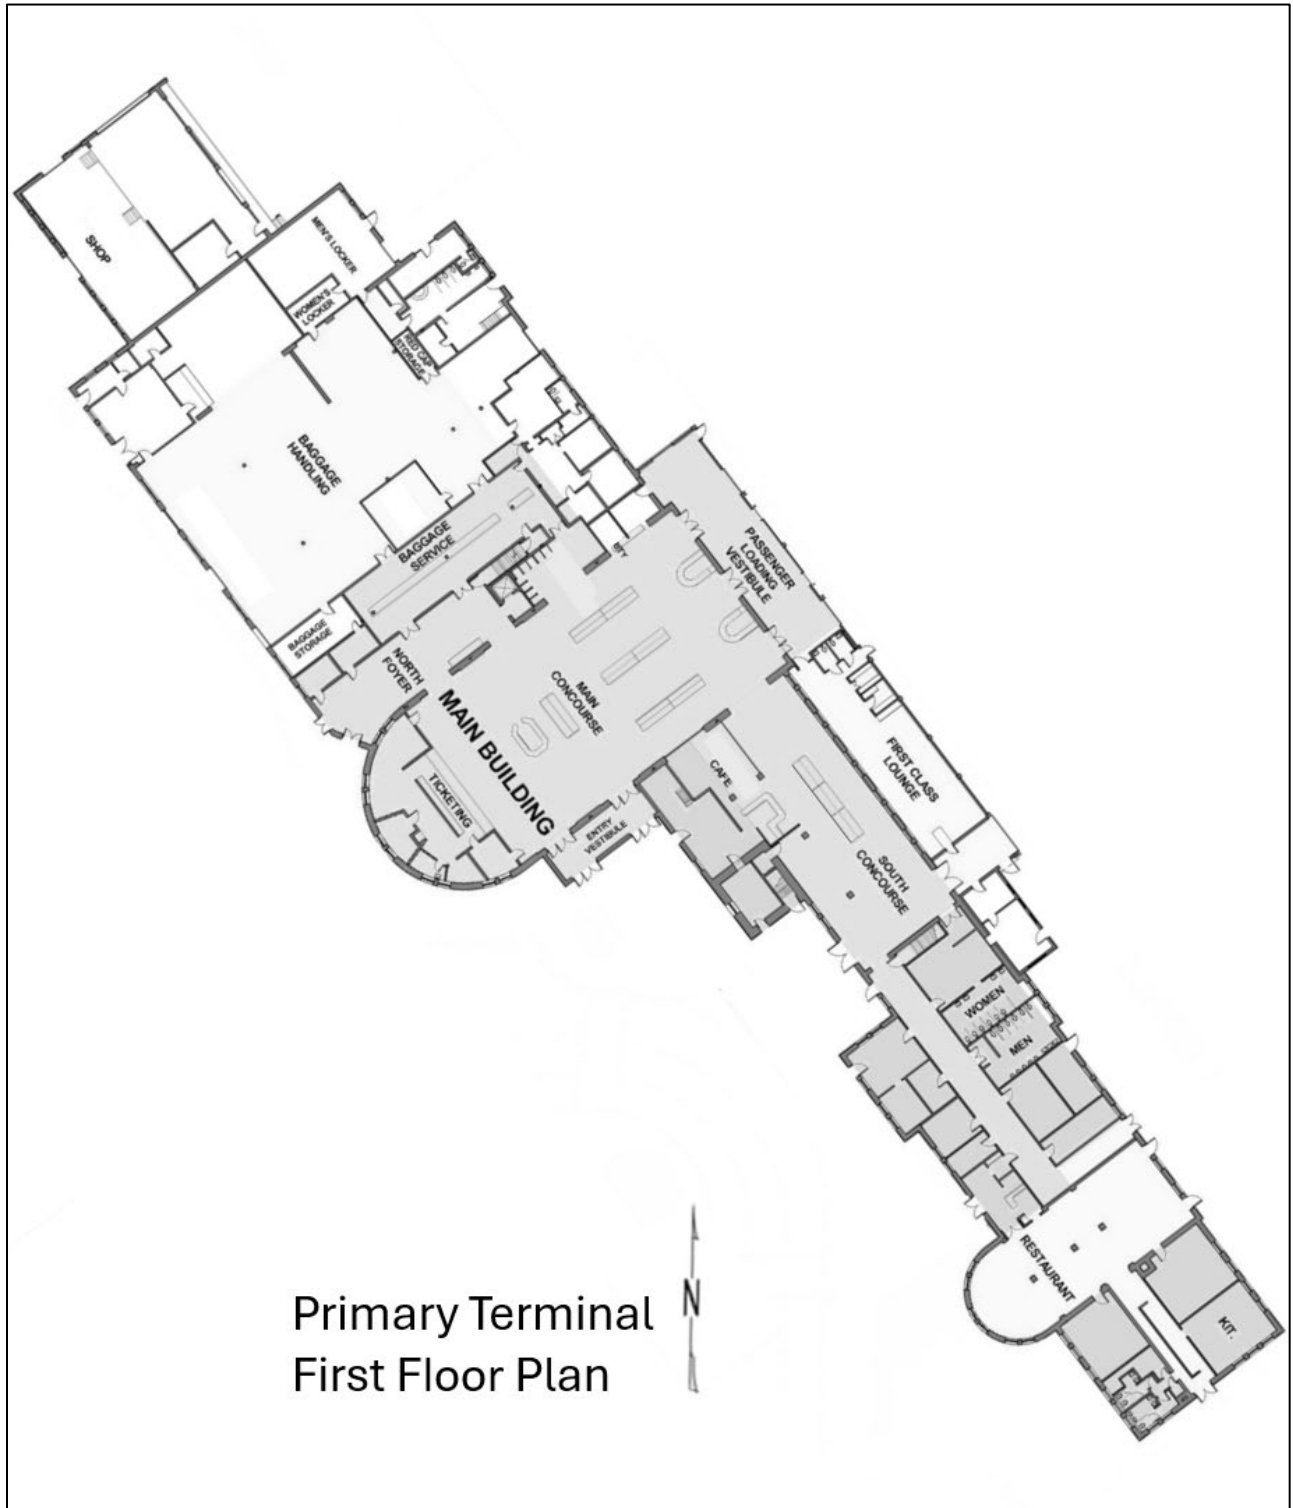 SHOP
MEN'S LOCKER
WOMEN'S
LOCKER
RED CAP
STORAGE
BAGGAGE
HANDLING
BAGGAGE
SERVICE
PASSENGER
LOADING
VESTIBULE
BAGGAGE
STORAGE
NORTH
FOYER
MAIN
CONCOURSE
MAIN BUILDING
TICKETING
CAFE
FIRST CLASS
LOUNGE
ENTRY
VESTIBULE
SOUTH
CONCOURSE
WOMEN
MEN
RESTAURANT
KIT.
N
Primary Terminal
First Floor Plan